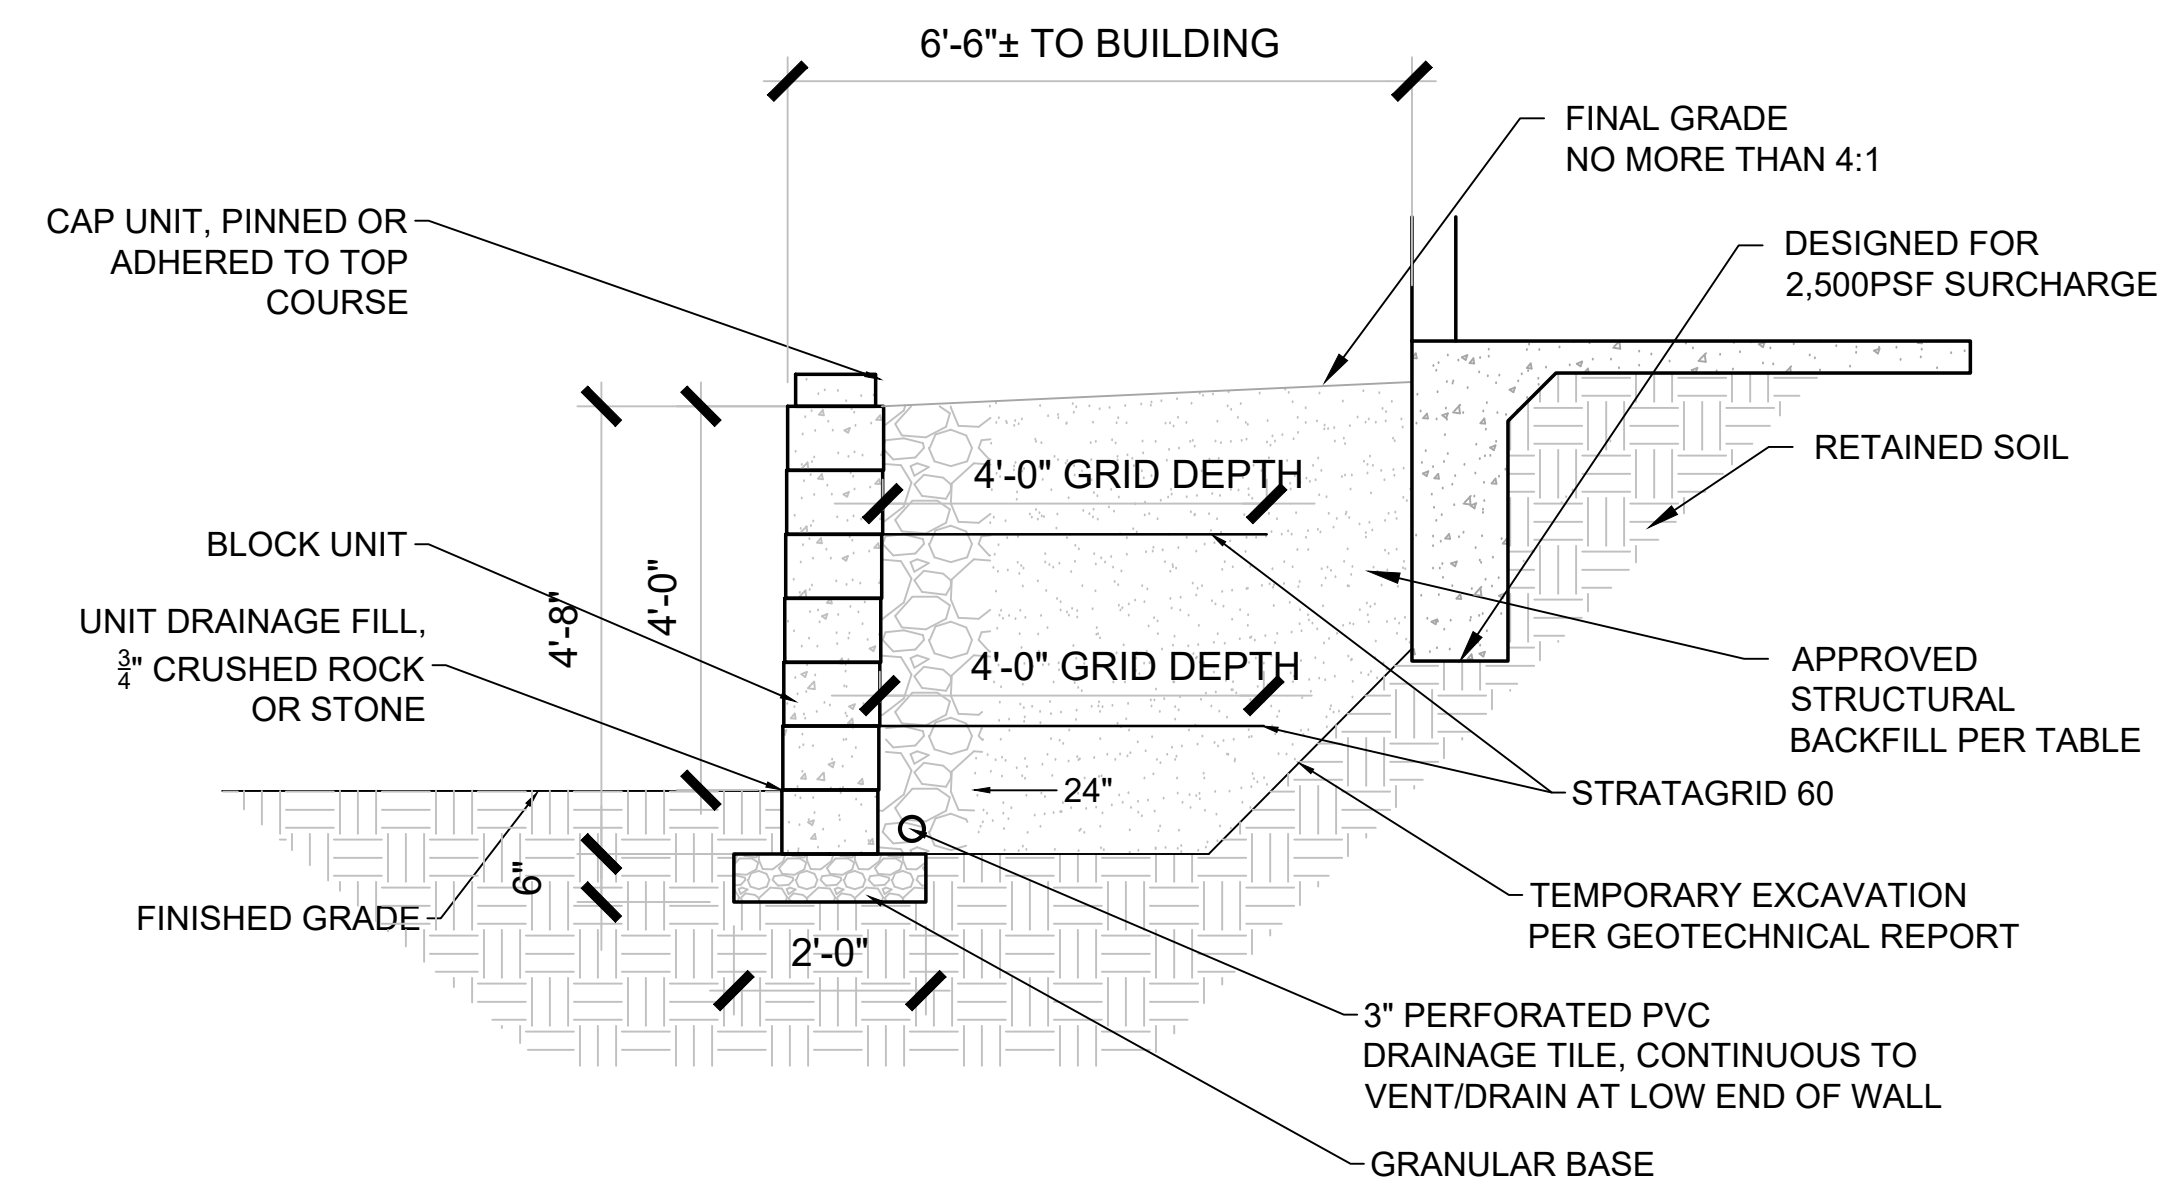 6'-6"± TO BUILDING
FINAL GRADE
NO MORE THAN 4:1
CAP UNIT, PINNED OR
ADHERED TO TOP
COURSE
DESIGNED FOR
2,500PSF SURCHARGE
RETAINED SOIL
4'-0" GRID DEPTH
BLOCK UNIT
4'-8"
4'-0"
UNIT DRAINAGE FILL,
3/4" CRUSHED ROCK
OR STONE
4'-0" GRID DEPTH
APPROVED
STRUCTURAL
BACKFILL PER TABLE
24"
STRATAGRID 60
6"
FINISHED GRADE
2'-0"
TEMPORARY EXCAVATION
PER GEOTECHNICAL REPORT
3" PERFORATED PVC
DRAINAGE TILE, CONTINUOUS TO
VENT/DRAIN AT LOW END OF WALL
GRANULAR BASE